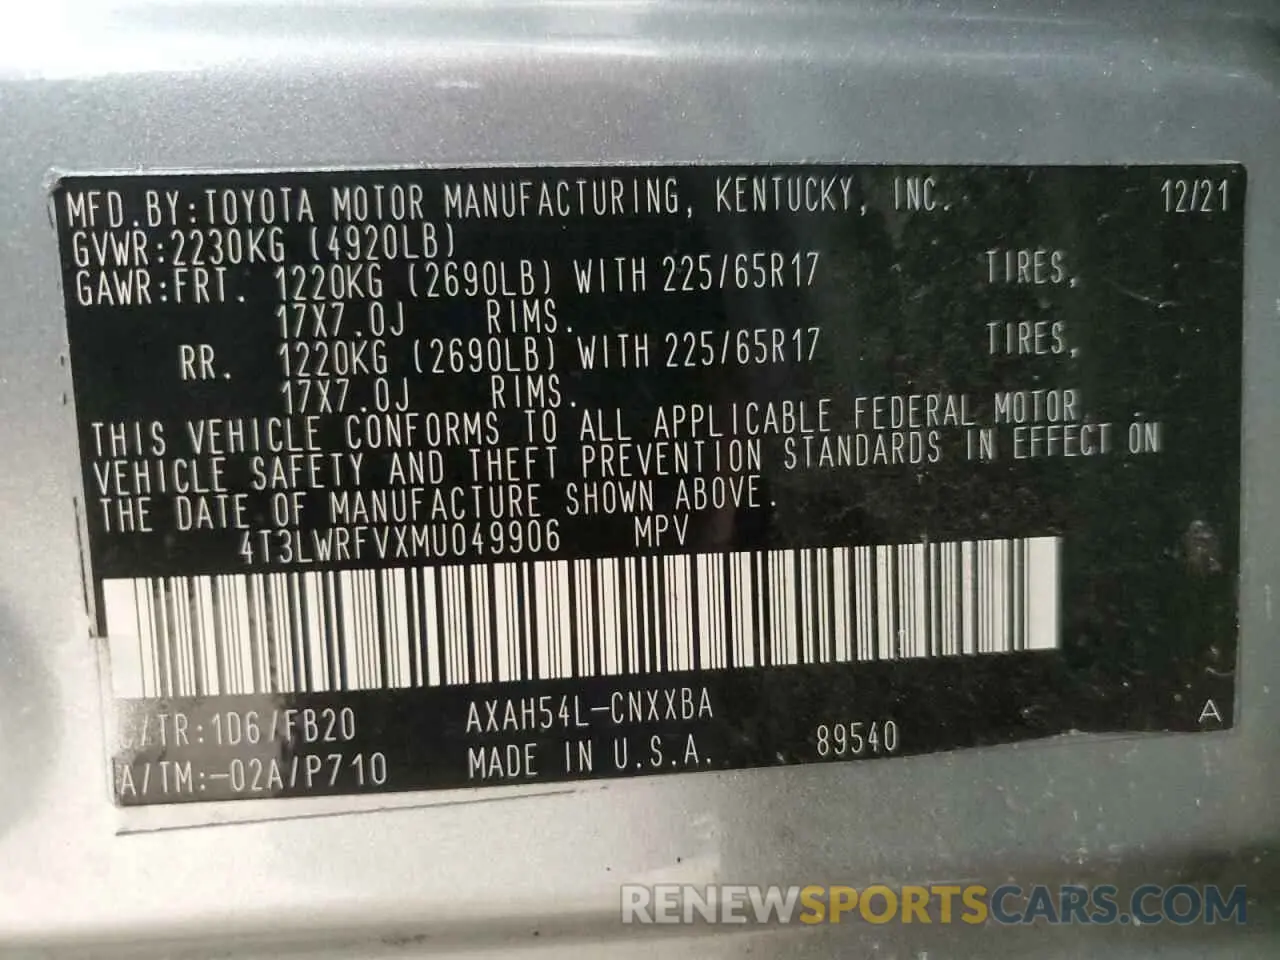 MFD.BY:TOYOTA MOTOR MANUFACTURING, KENTUCKY, INC. 12/21
GVWR:2230KG (4920LB)
GAWR:FRT. 1220KG (2690LB) WITH 225/65R17 TIRES,
17X7.0J RIMS.
RR. 1220KG (2690LB) WITH 225/65R17 TIRES,
17X7.0J RIMS.
THIS VEHICLE CONFORMS TO ALL APPLICABLE FEDERAL MOTOR
VEHICLE SAFETY AND THEFT PREVENTION STANDARDS IN EFFECT ON
THE DATE OF MANUFACTURE SHOWN ABOVE.
4T3LWRFVXMU049906 MPV
/TR:1D6/FB20 AXAH54L-CNXXBA A
A/TM:-02A/P710 MADE IN U.S.A. 89540
RENEWSPORTSCARS.COM